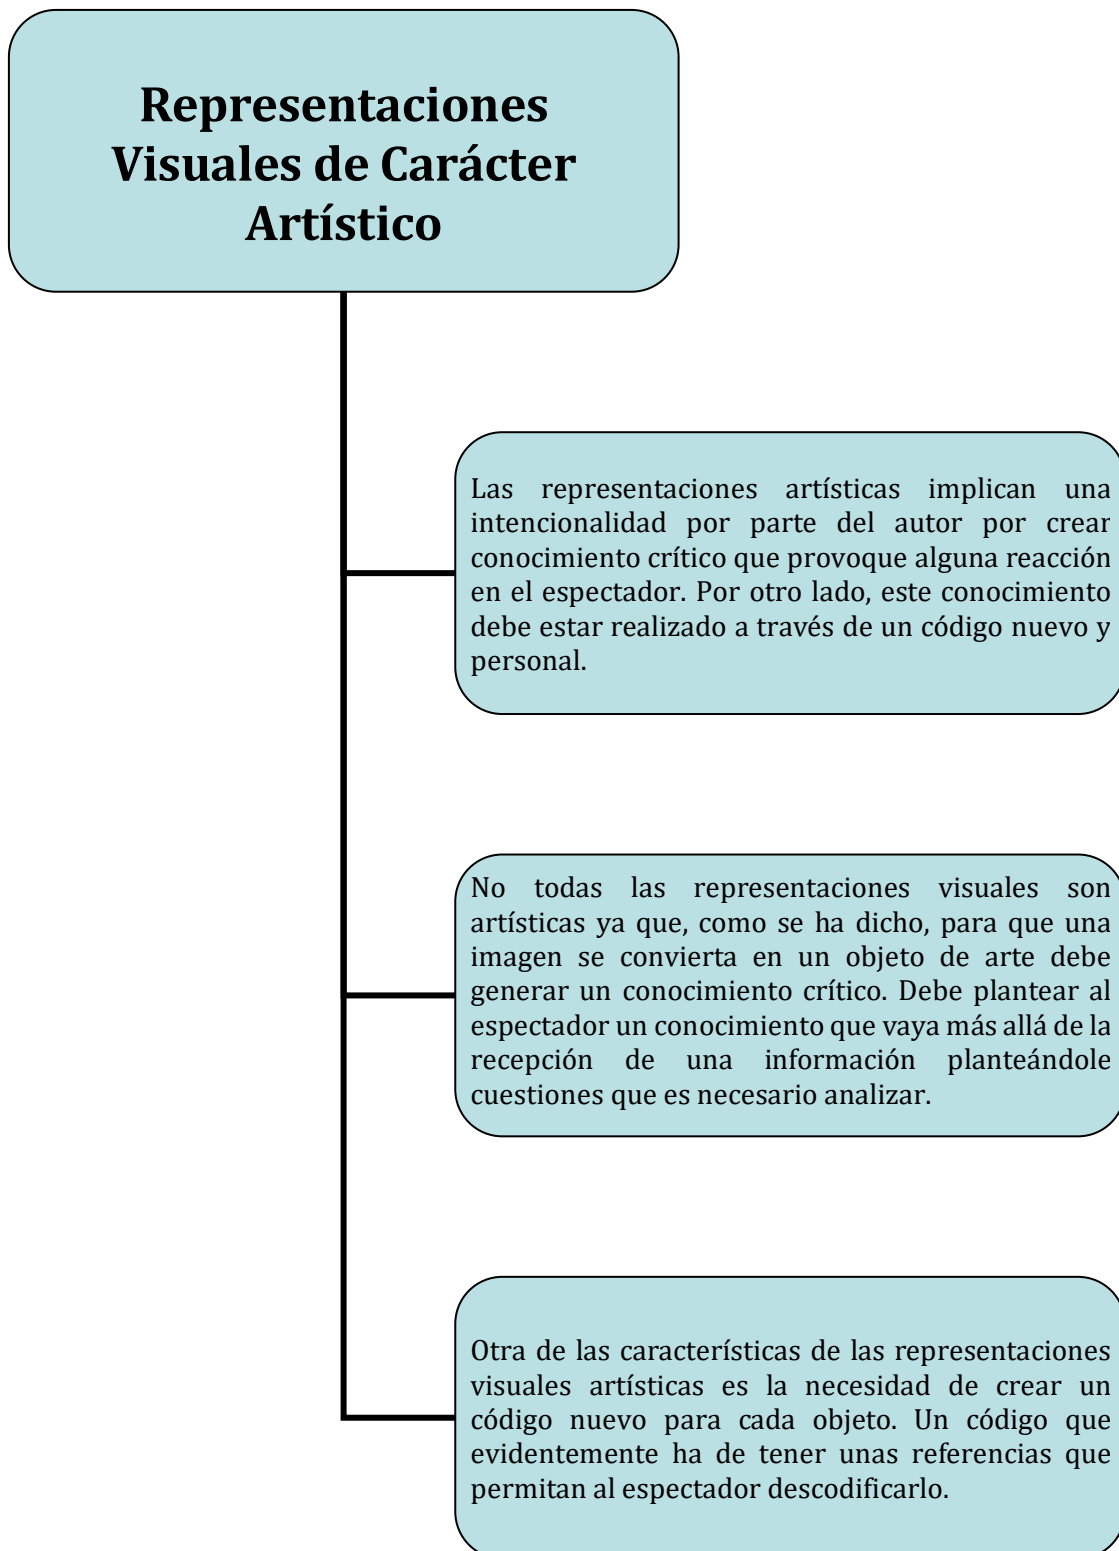 Representaciones
Visuales de Carácter
Artístico
Las representaciones artísticas implican una
intencionalidad por parte del autor por crear
conocimiento crítico que provoque alguna reacción
en el espectador. Por otro lado, este conocimiento
debe estar realizado a través de un código nuevo y
personal.
No todas las representaciones visuales son
artísticas ya que, como se ha dicho, para que una
imagen se convierta en un objeto de arte debe
generar un conocimiento crítico. Debe plantear al
espectador un conocimiento que vaya más allá de la
recepción de una información planteándole
cuestiones que es necesario analizar.
Otra de las características de las representaciones
visuales artísticas es la necesidad de crear un
código nuevo para cada objeto. Un código que
evidentemente ha de tener unas referencias que
permitan al espectador descodificarlo.